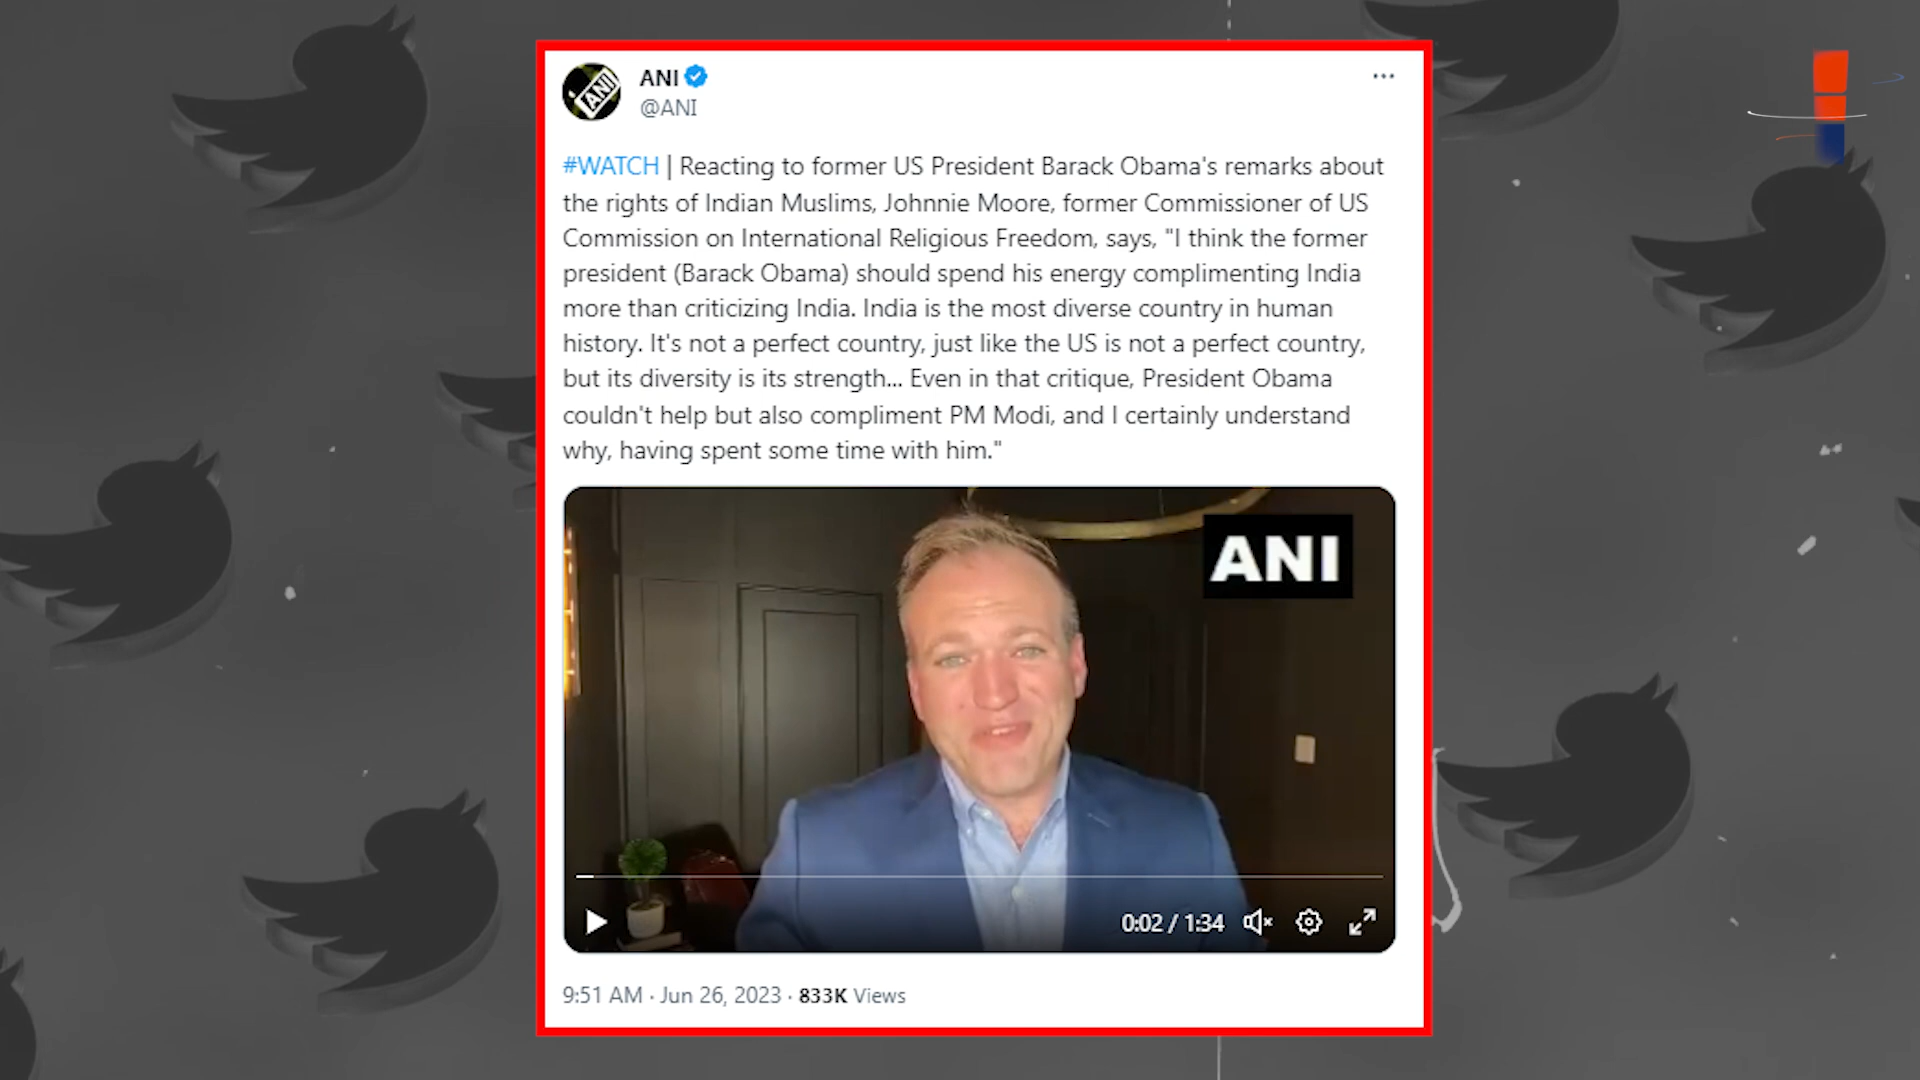 ANI
@ANI
#WATCH | Reacting to former US President Barack Obama's remarks about
the rights of Indian Muslims, Johnnie Moore, former Commissioner of US
Commission on International Religious Freedom, says, "I think the former
president (Barack Obama) should spend his energy complimenting India
more than criticizing India. India is the most diverse country in human
history. It's not a perfect country, just like the US is not a perfect country,
but its diversity is its strength... Even in that critique, President Obama
couldn't help but also compliment PM Modi, and I certainly understand
why, having spent some time with him."
ANI
0:02 / 1:34
9:51 AM · Jun 26, 2023 · 833K Views